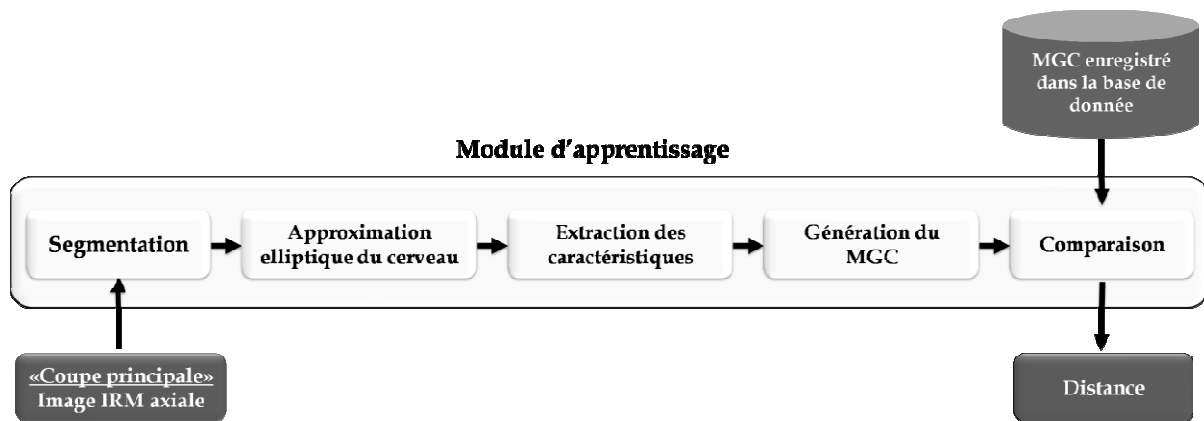 MGC enregistré
dans la base de
donnée
Module d'apprentissage
Segmentation
Approximation
elliptique du cerveau
Extraction des
caractéristiques
Génération du
MGC
Comparaison
«Coupe principale»
Image IRM axiale
Distance